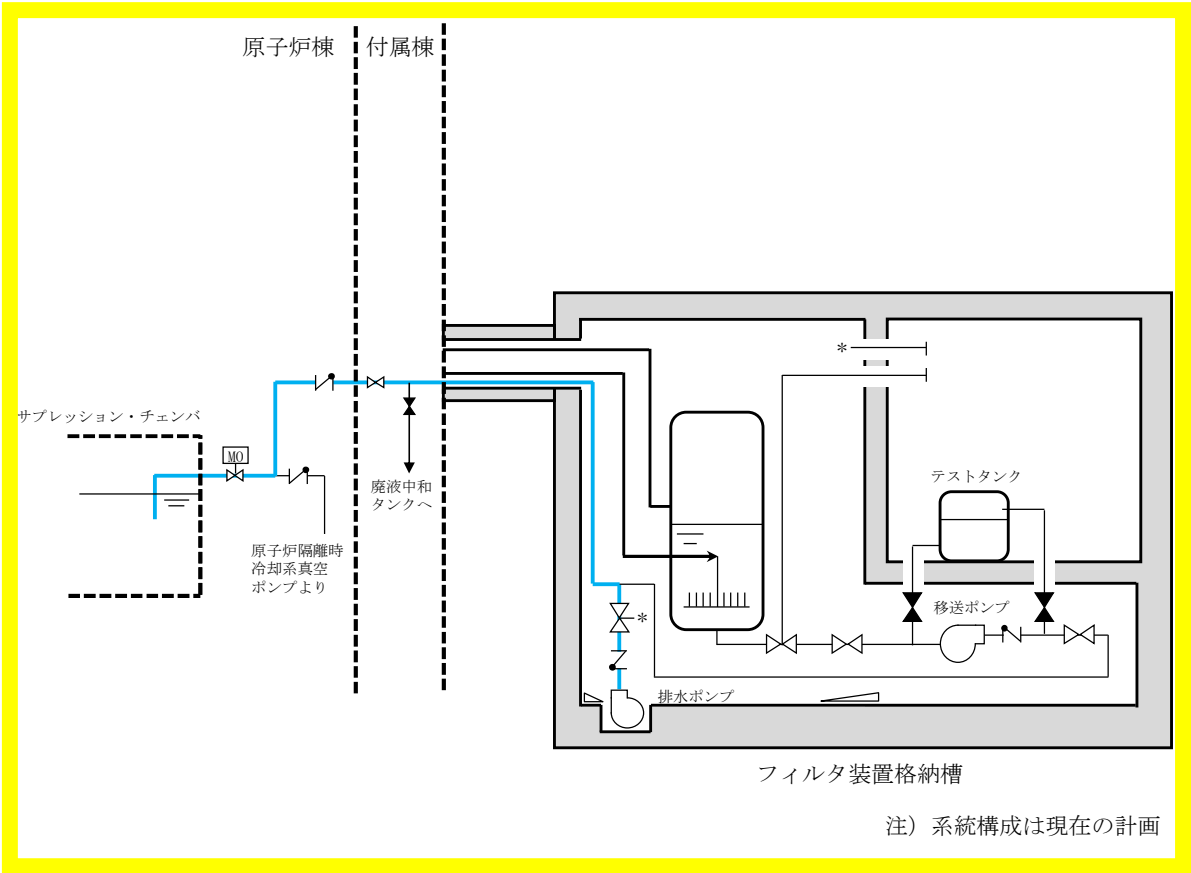 原子炉棟
付属棟
サプレッション・チェンバ
MO
原子炉隔離時
冷却系真空
ポンプより
廃液中和
タンクへ
*
テストタンク
移送ポンプ
*
排水ポンプ
フィルタ装置格納槽
注）系統構成は現在の計画